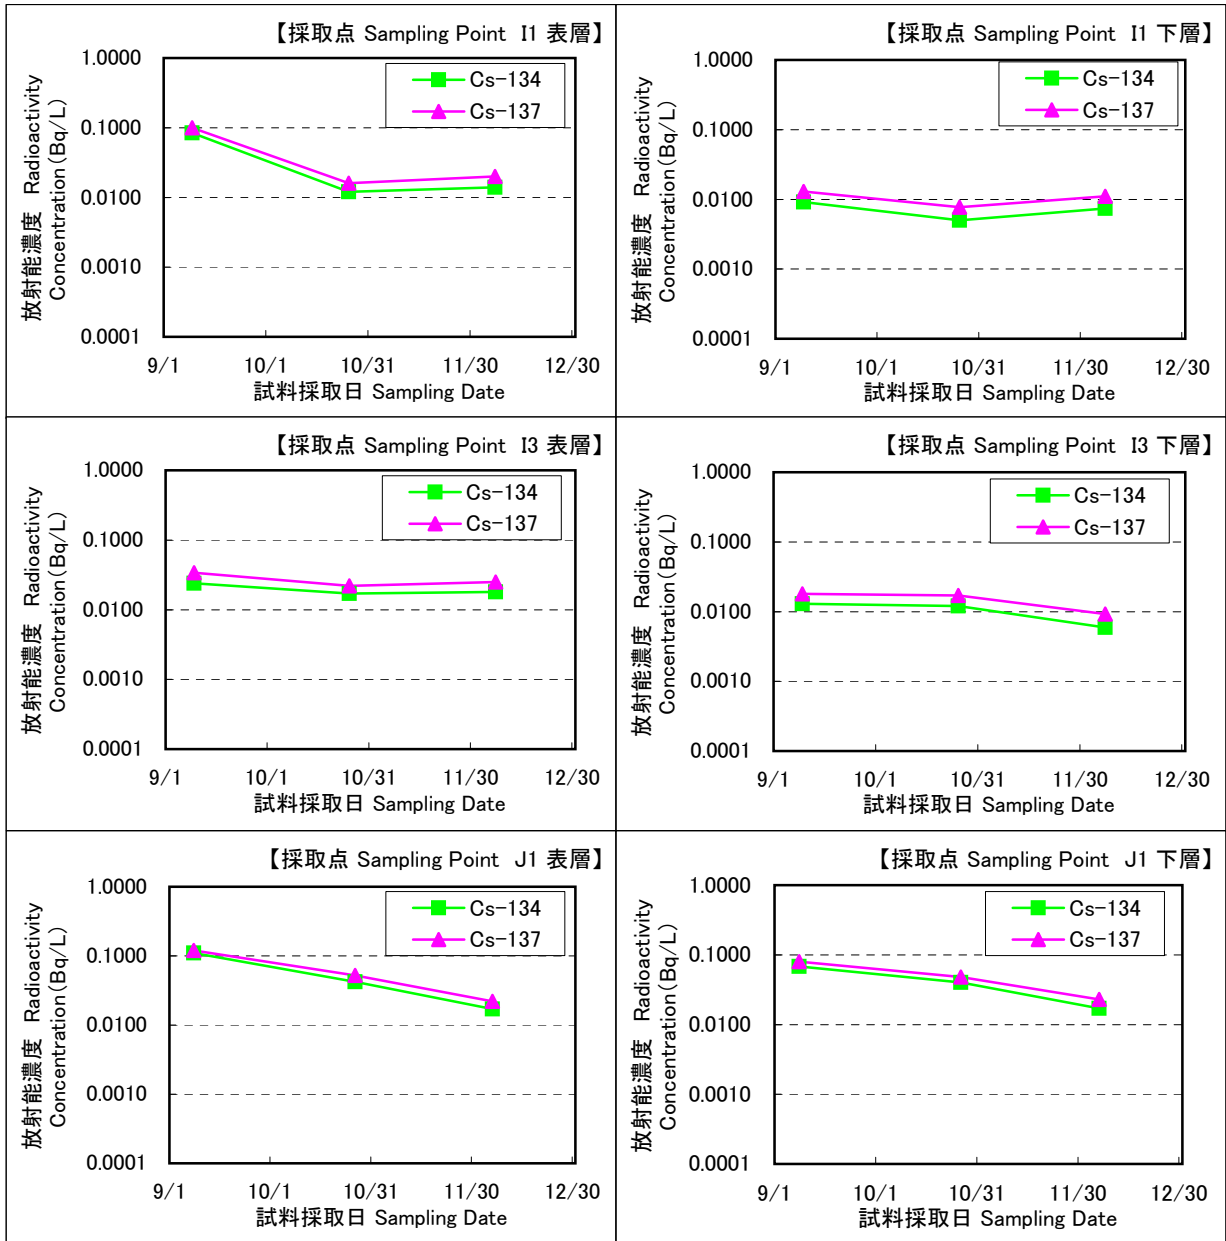 【採取点 Sampling Point I1 表層】
Cs-134
Cs-137
放射能濃度 Radioactivity
Concentration(Bq/L)
1.0000
0.1000
0.0100
0.0010
0.0001
9/1 10/1 10/31 11/30 12/30
試料採取日 Sampling Date
【採取点 Sampling Point I1 下層】
Cs-134
Cs-137
放射能濃度 Radioactivity
Concentration(Bq/L)
1.0000
0.1000
0.0100
0.0010
0.0001
9/1 10/1 10/31 11/30 12/30
試料採取日 Sampling Date
【採取点 Sampling Point I3 表層】
Cs-134
Cs-137
放射能濃度 Radioactivity
Concentration(Bq/L)
1.0000
0.1000
0.0100
0.0010
0.0001
9/1 10/1 10/31 11/30 12/30
試料採取日 Sampling Date
【採取点 Sampling Point I3 下層】
Cs-134
Cs-137
放射能濃度 Radioactivity
Concentration(Bq/L)
1.0000
0.1000
0.0100
0.0010
0.0001
9/1 10/1 10/31 11/30 12/30
試料採取日 Sampling Date
【採取点 Sampling Point J1 表層】
Cs-134
Cs-137
放射能濃度 Radioactivity
Concentration(Bq/L)
1.0000
0.1000
0.0100
0.0010
0.0001
9/1 10/1 10/31 11/30 12/30
試料採取日 Sampling Date
【採取点 Sampling Point J1 下層】
Cs-134
Cs-137
放射能濃度 Radioactivity
Concentration(Bq/L)
1.0000
0.1000
0.0100
0.0010
0.0001
9/1 10/1 10/31 11/30 12/30
試料採取日 Sampling Date